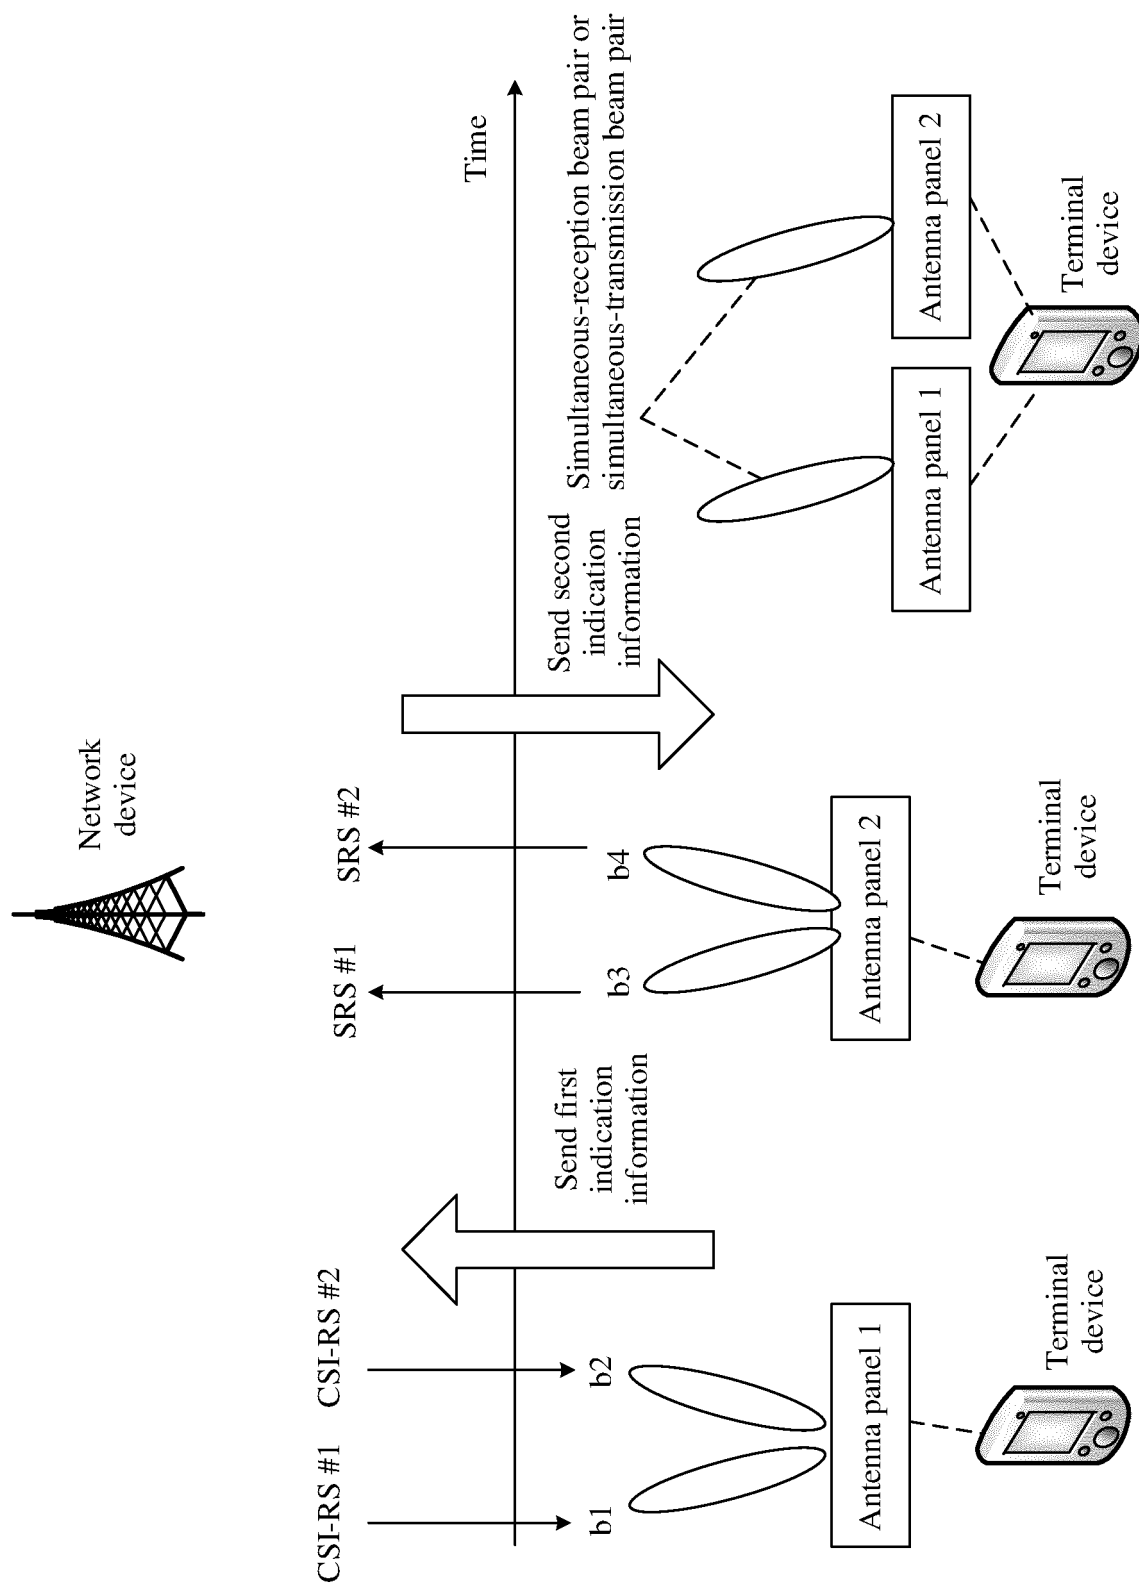 Network
device
CSI-RS #1
CSI-RS #2
SRS #1
SRS #2
Time
b1
b2
Send first
indication
information
b3
b4
Send second
indication
information
Simultaneous-reception beam pair or
simultaneous-transmission beam pair
Antenna panel 1
Antenna panel 2
Antenna panel 1
Antenna panel 2
Terminal
device
Terminal
device
Terminal
device